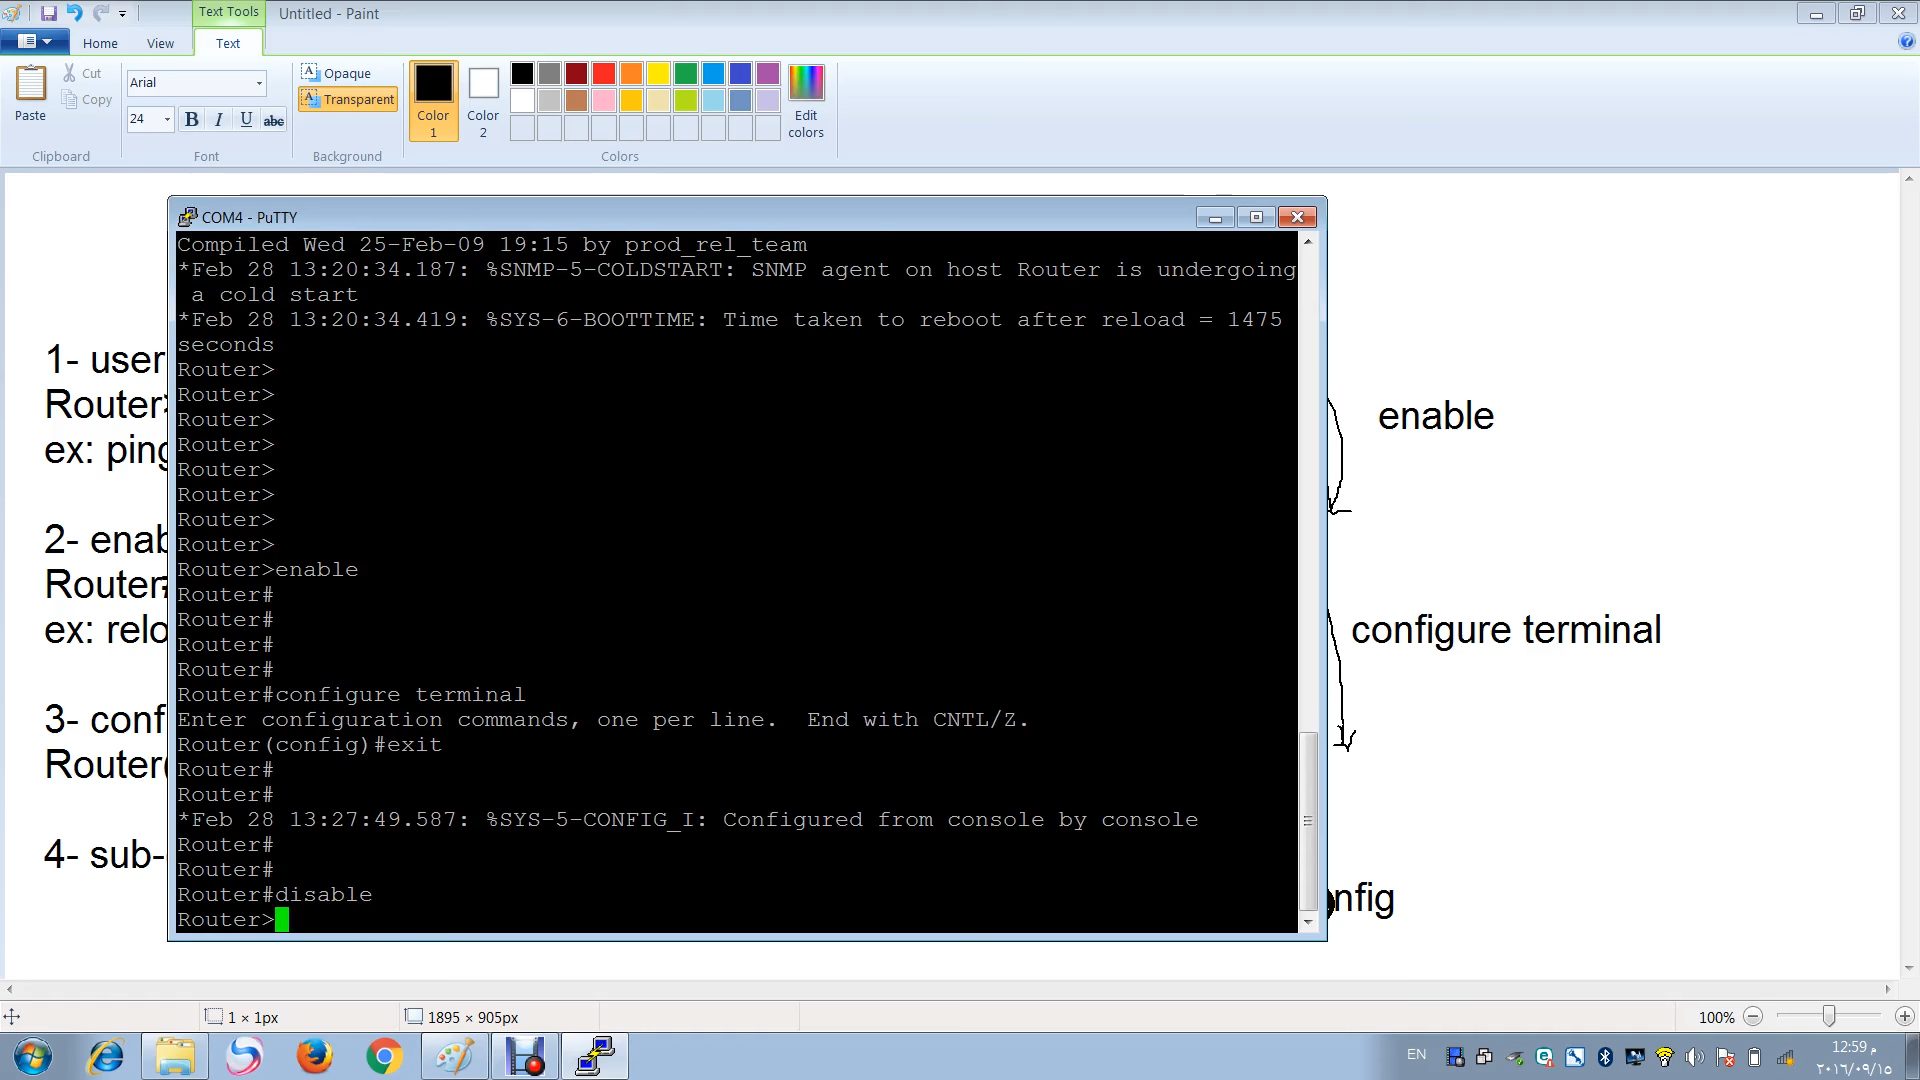 Text Tools
Untitled - Paint
Home
View
Text
Paste
Cut
Copy
Clipboard
Arial
24
B I U abc
Font
Opaque
Transparent
Background
Color 1
Color 2
Edit colors
Colors
COM4 - PuTTY
Compiled Wed 25-Feb-09 19:15 by prod_rel_team
*Feb 28 13:20:34.187: %SNMP-5-COLDSTART: SNMP agent on host Router is undergoing
a cold start
*Feb 28 13:20:34.419: %SYS-6-BOOTTIME: Time taken to reboot after reload = 1475
seconds
Router>
Router>
Router>
Router>
Router>
Router>
Router>
Router>
Router>enable
Router#
Router#
Router#
Router#
Router#configure terminal
Enter configuration commands, one per line.  End with CNTL/Z.
Router(config)#exit
Router#
Router#
*Feb 28 13:27:49.587: %SYS-5-CONFIG_I: Configured from console by console
Router#
Router#
Router#disable
Router>
1- user
Router>
ex: ping
2- enab
Router#
ex: relo
3- conf
Router(
4- sub-
enable
configure terminal
nfig
1 × 1px
1895 × 905px
100%
EN
12:59 م
٢٠١٦/٠٩/١٥